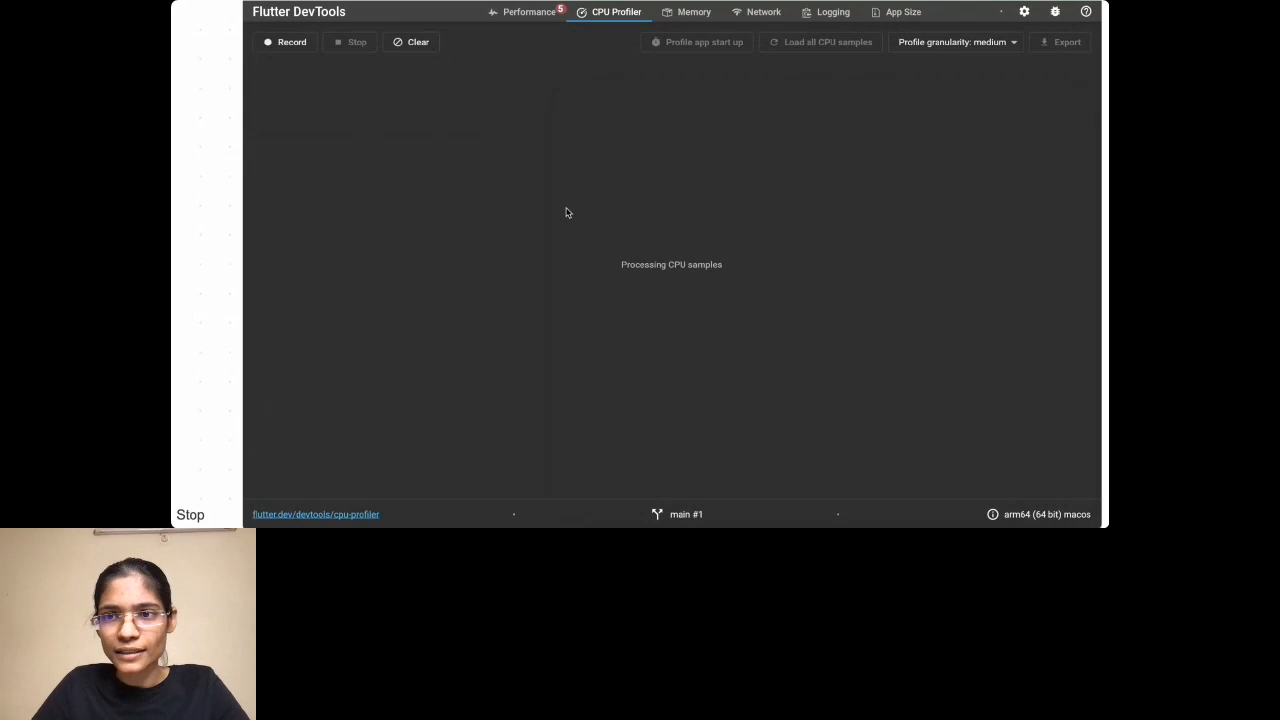 Flutter DevTools
Performance 5 CPU Profiler Memory Network Logging App Size
Record Stop Clear Profile app start up Load all CPU samples Profile granularity: medium Export
Processing CPU samples
Stop
flutter.dev/devtools/cpu-profiler main #1 arm64 (64 bit) macos